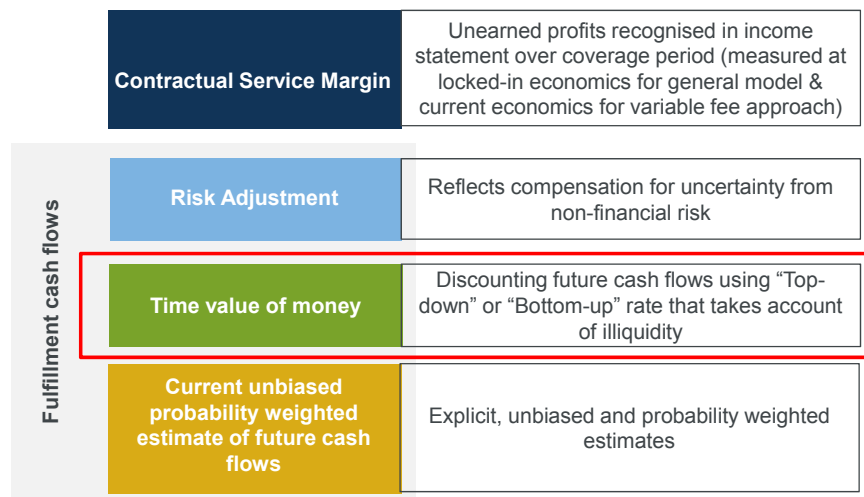 Contractual Service Margin
Unearned profits recognised in income
statement over coverage period (measured at
locked-in economics for general model &
current economics for variable fee approach)
Fulfillment cash flows
Risk Adjustment
Reflects compensation for uncertainty from
non-financial risk
Time value of money
Discounting future cash flows using “Top-
down” or “Bottom-up” rate that takes account
of illiquidity
Current unbiased
probability weighted
estimate of future cash
flows
Explicit, unbiased and probability weighted
estimates